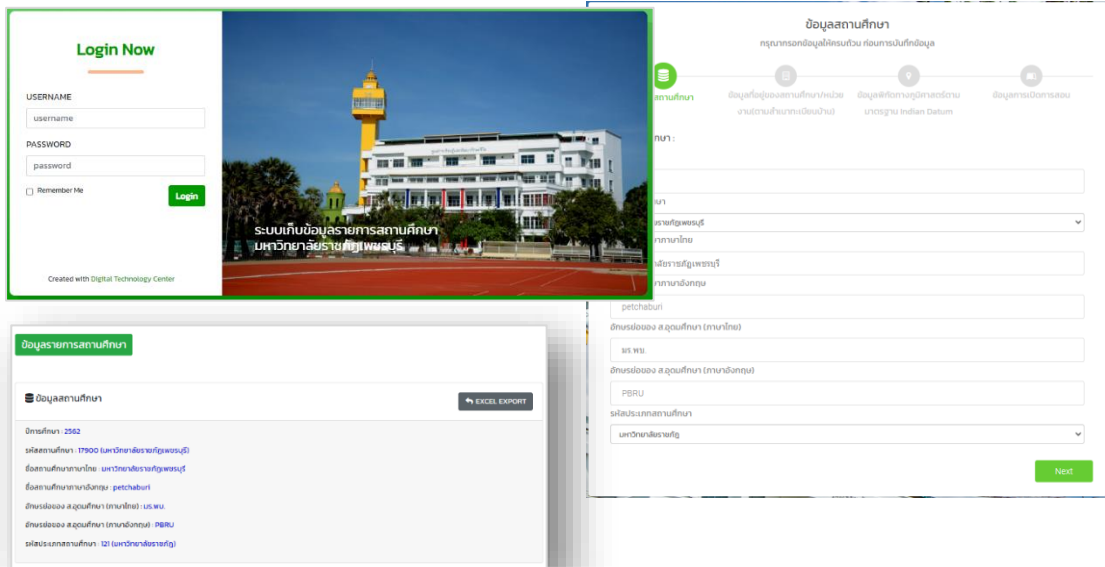 Login Now
USERNAME
username
PASSWORD
password
Remember Me
Login
Created with Digital Technology Center
ระบบเก็บข้อมูลรายการสถานศึกษา
มหาวิทยาลัยราชภัฏเพชรบุรี
ข้อมูลสถานศึกษา
กรุณากรอกข้อมูลให้ครบถ้วน ก่อนการบันทึกข้อมูล
สถานศึกษา
ข้อมูลที่อยู่ของสถานศึกษา/หน่วย
งาน(ตามสำเนาทะเบียนบ้าน)
ข้อมูลพิกัดทางภูมิศาสตร์ตาม
มาตรฐาน Indian Datum
ข้อมูลการเปิดการสอน
petchaburi
อักษรย่อของ ส.อุดมศึกษา (ภาษาไทย)
มร.พบ.
อักษรย่อของ ส.อุดมศึกษา (ภาษาอังกฤษ)
PBRU
รหัสประเภทสถานศึกษา
มหาวิทยาลัยราชภัฏ
Next
ข้อมูลรายการสถานศึกษา
ข้อมูลสถานศึกษา
EXCEL EXPORT
ปีการศึกษา : 2562
รหัสสถานศึกษา : 17900 (มหาวิทยาลัยราชภัฏเพชรบุรี)
ชื่อสถานศึกษาภาษาไทย : มหาวิทยาลัยราชภัฏเพชรบุรี
ชื่อสถานศึกษาภาษาอังกฤษ : petchaburi
อักษรย่อของ ส.อุดมศึกษา (ภาษาไทย) : มร.พบ.
อักษรย่อของ ส.อุดมศึกษา (ภาษาอังกฤษ) : PBRU
รหัสประเภทสถานศึกษา : 121 (มหาวิทยาลัยราชภัฏ)